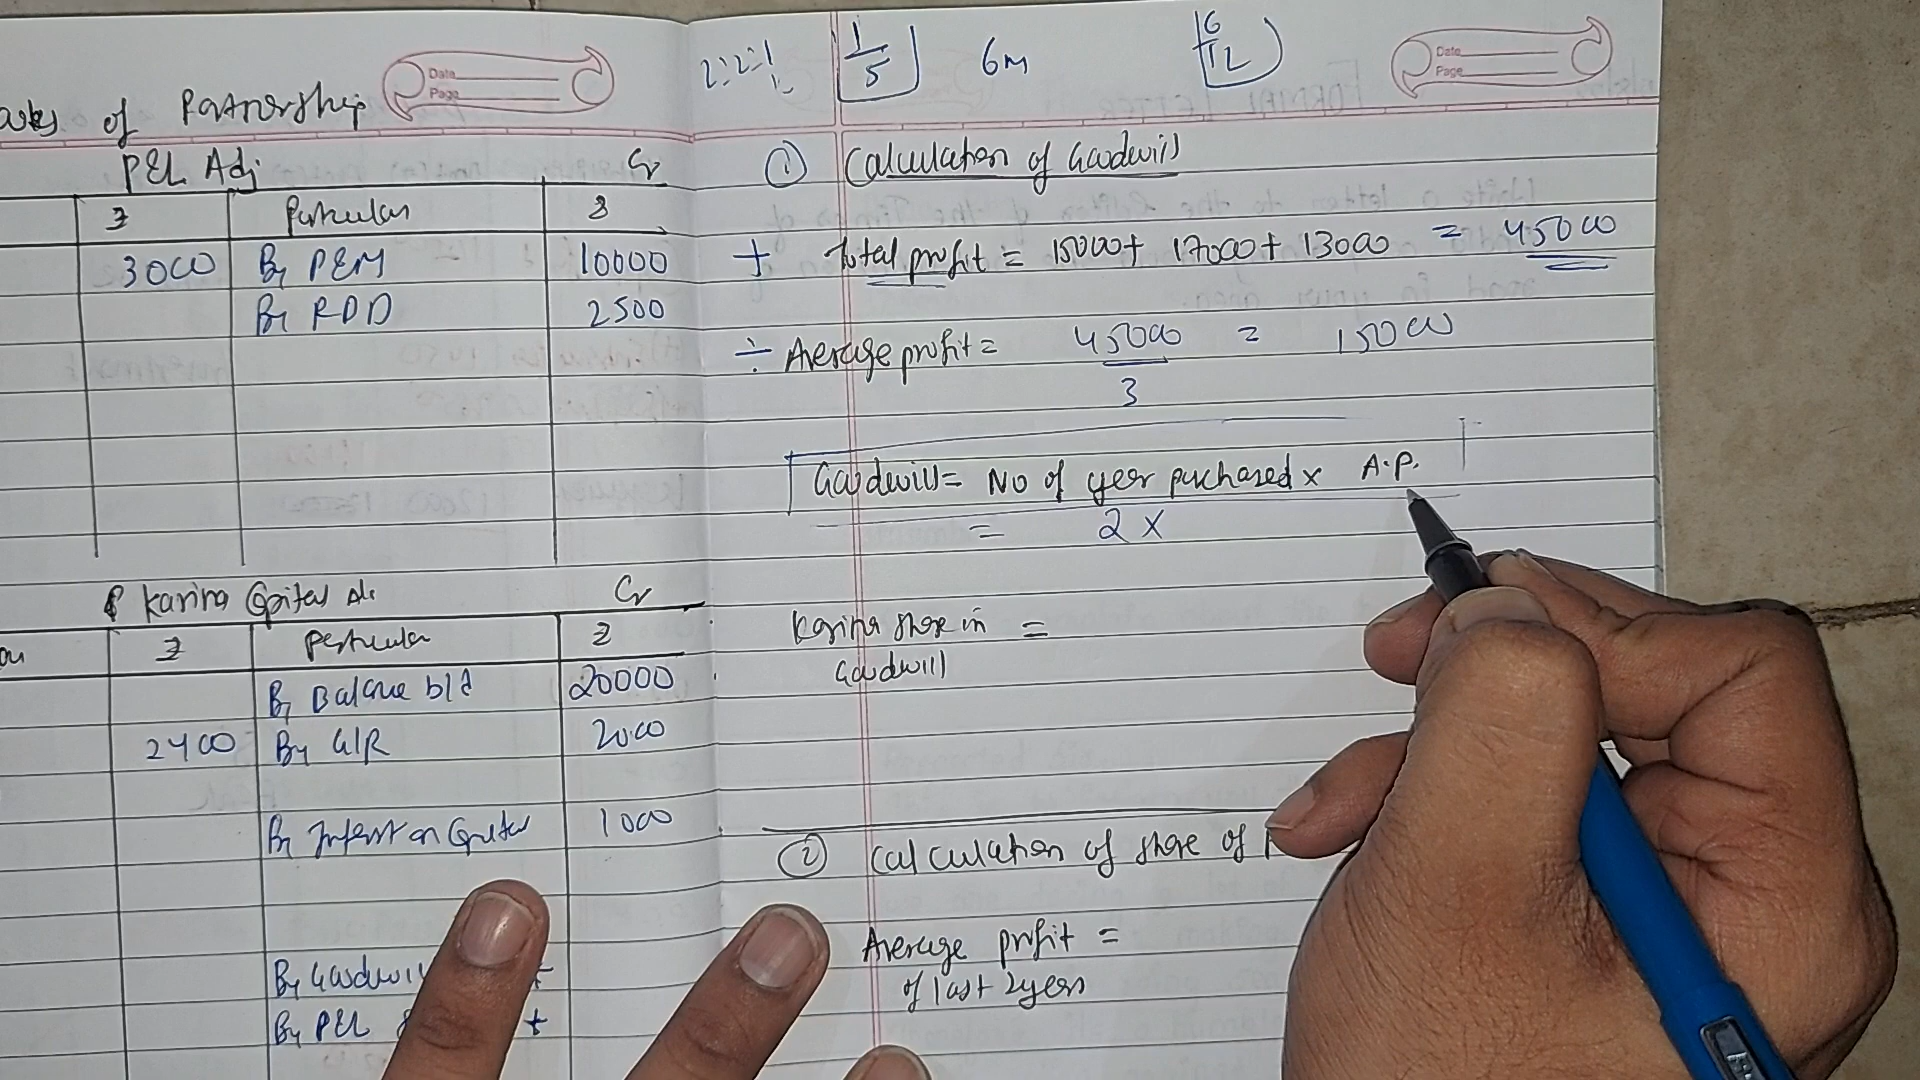 2:2:1 1/5 6m 6/12
Date
Page
Date
Page
of Partnership
P&L Adj Cr
₹ Particular ₹
3000 By P&M 10000
By RDD 2500
Karina Capital A/c Cr
₹ Particular ₹
By Balance b/d 20000
2400 By G/R 2000
By Interest on Capital 1000
By Goodwill +
By P&L +
① Calculation of Goodwill
+ Total profit = 15000 + 17000 + 13000 = 45000
÷ Average profit = 45000 = 15000
3
Goodwill = No of year purchased × A.P.
= 2 ×
Karina share in =
Goodwill
② Calculation of share of
Average profit =
of last 2yers